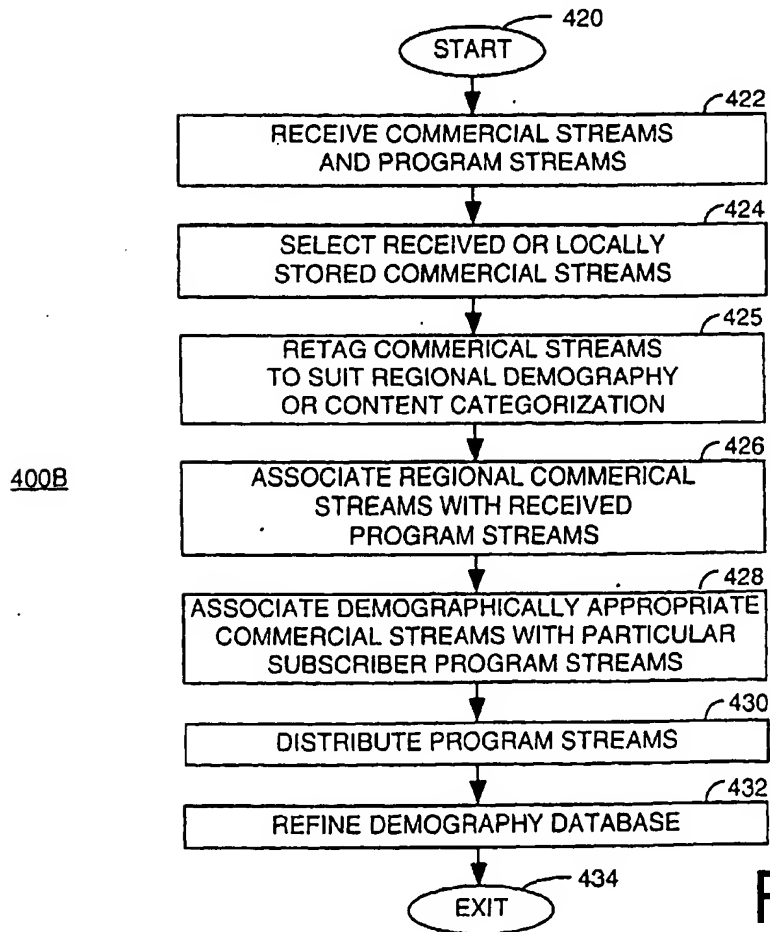 START
420
422
RECEIVE COMMERCIAL STREAMS
AND PROGRAM STREAMS
424
SELECT RECEIVED OR LOCALLY
STORED COMMERCIAL STREAMS
425
RETAG COMMERICAL STREAMS
TO SUIT REGIONAL DEMOGRAPHY
OR CONTENT CATEGORIZATION
400B
426
ASSOCIATE REGIONAL COMMERICAL
STREAMS WITH RECEIVED
PROGRAM STREAMS
428
ASSOCIATE DEMOGRAPHICALLY APPROPRIATE
COMMERCIAL STREAMS WITH PARTICULAR
SUBSCRIBER PROGRAM STREAMS
430
DISTRIBUTE PROGRAM STREAMS
432
REFINE DEMOGRAPHY DATABASE
434
EXIT